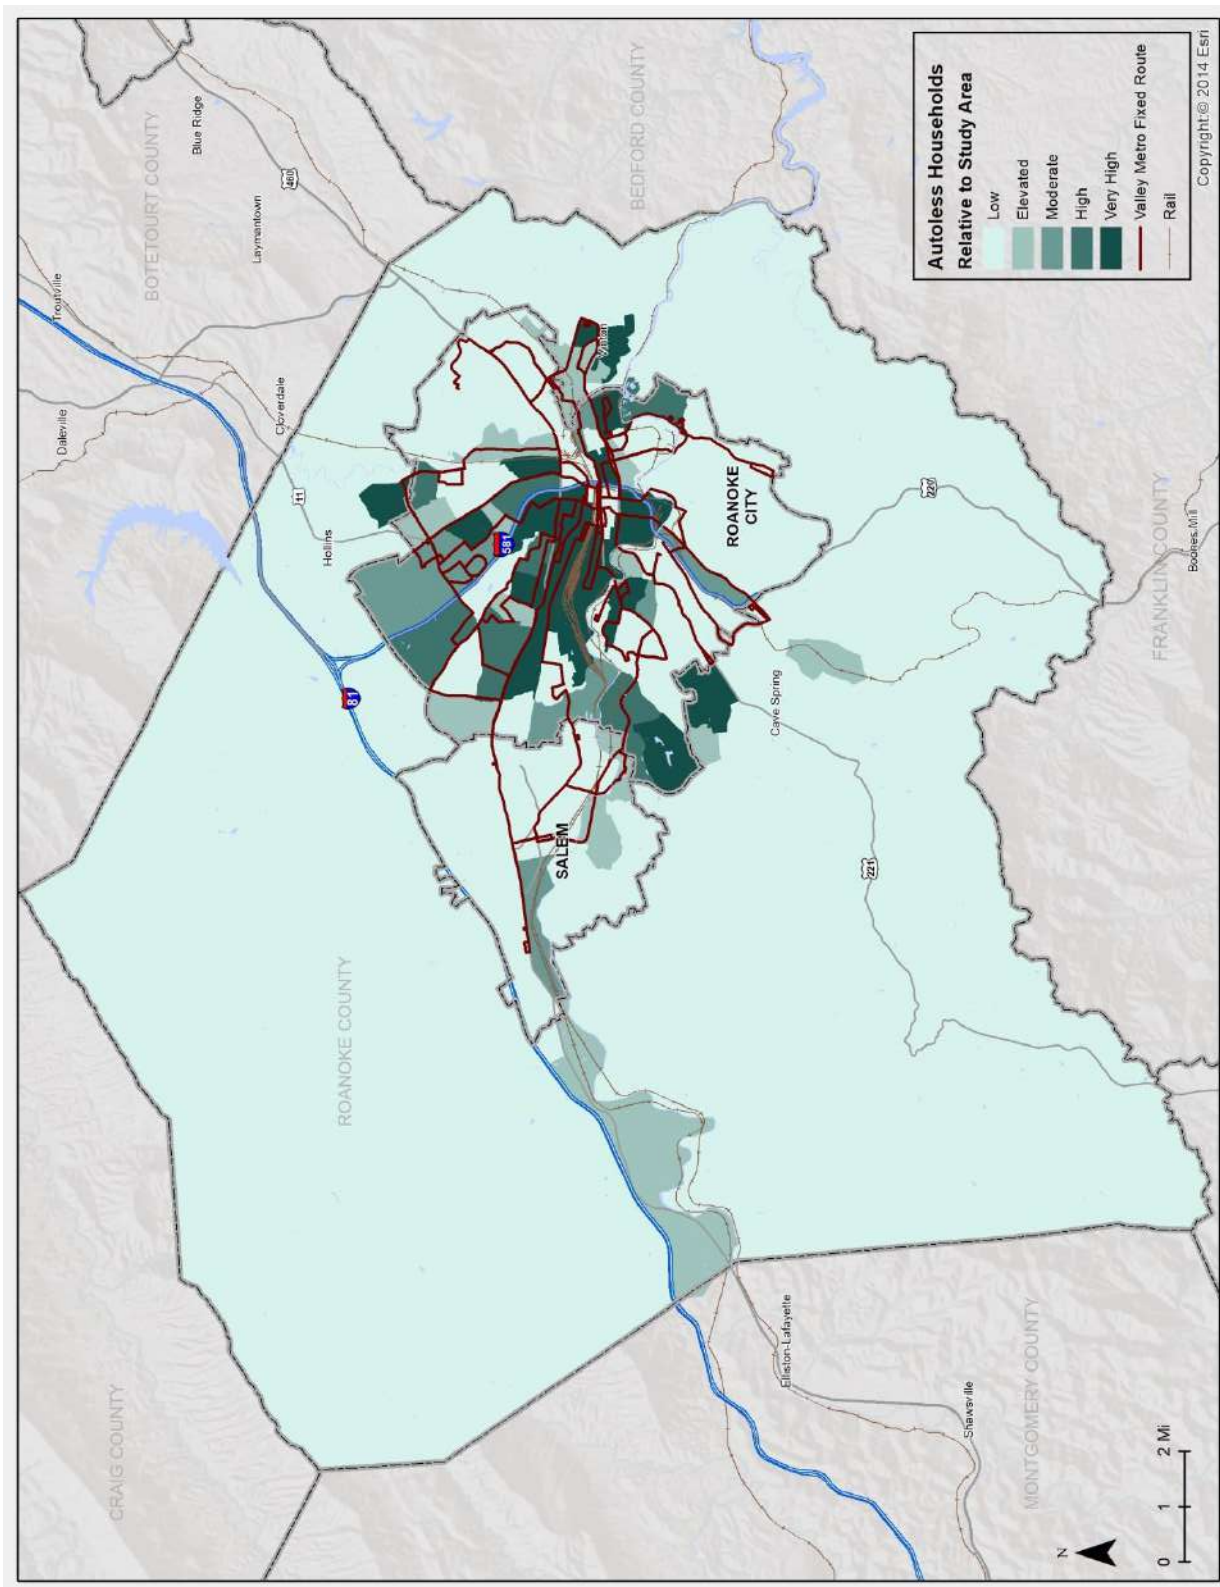 CRAIG COUNTY
BOTETOURT COUNTY
Daleville
Troutville
Blue Ridge
Laymantown
460
Cloverdale
11
Hollins
81
581
ROANOKE COUNTY
BEDFORD COUNTY
Vinton
SALEM
ROANOKE
CITY
Cave Spring
220
221
Elliston-Lafayette
Shawsville
MONTGOMERY COUNTY
FRANKLIN COUNTY
Boones Mill
N
0 1 2 Mi
Autoless Households
Relative to Study Area
Low
Elevated
Moderate
High
Very High
Valley Metro Fixed Route
Rail
Copyright:© 2014 Esri